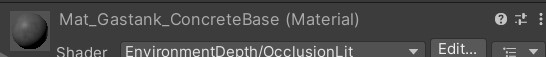 Mat_Gastank_ConcreteBase (Material)
Shader EnvironmentDepth/OcclusionLit Edit...